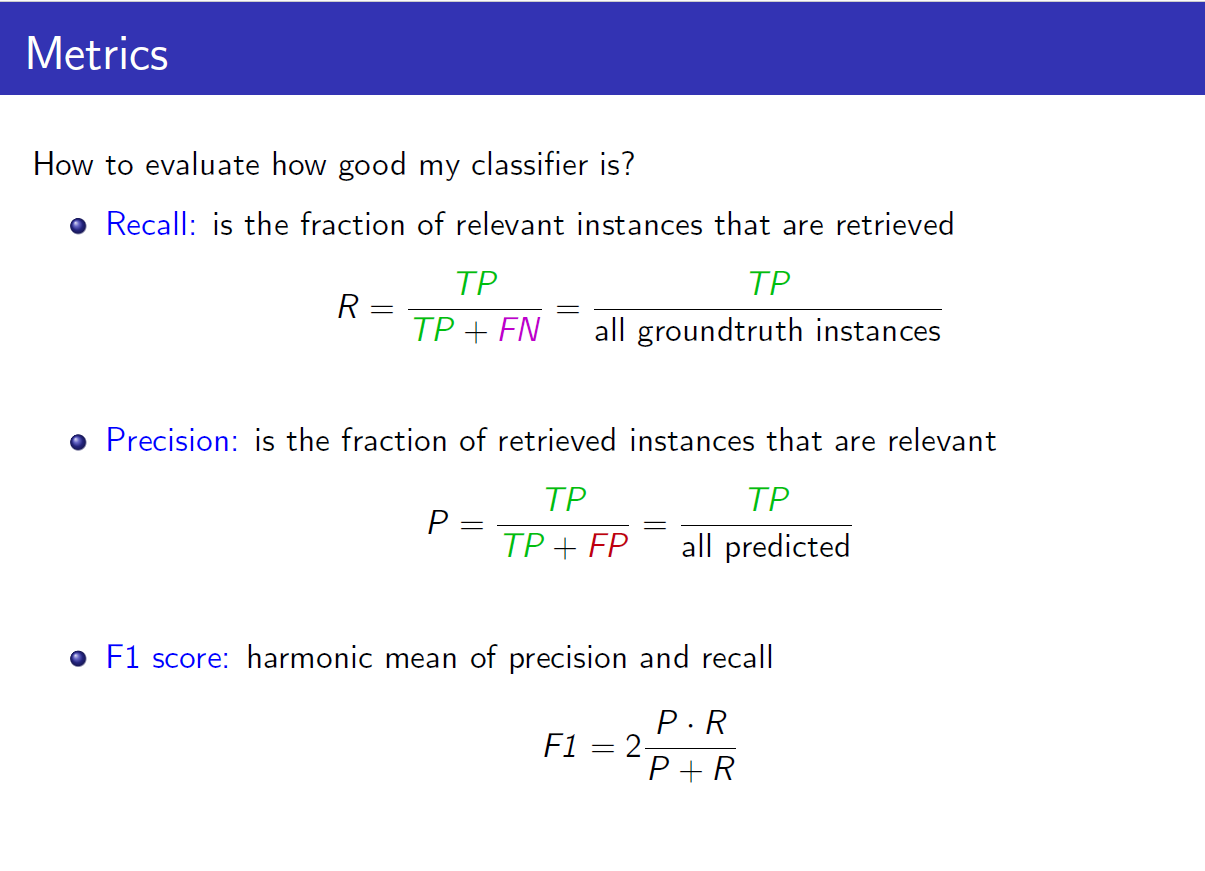 Metrics
How to evaluate how good my classifier is?
Recall: is the fraction of relevant instances that are retrieved
R = TP / (TP + FN) = TP / all groundtruth instances
Precision: is the fraction of retrieved instances that are relevant
P = TP / (TP + FP) = TP / all predicted
F1 score: harmonic mean of precision and recall
F1 = 2 P · R / (P + R)